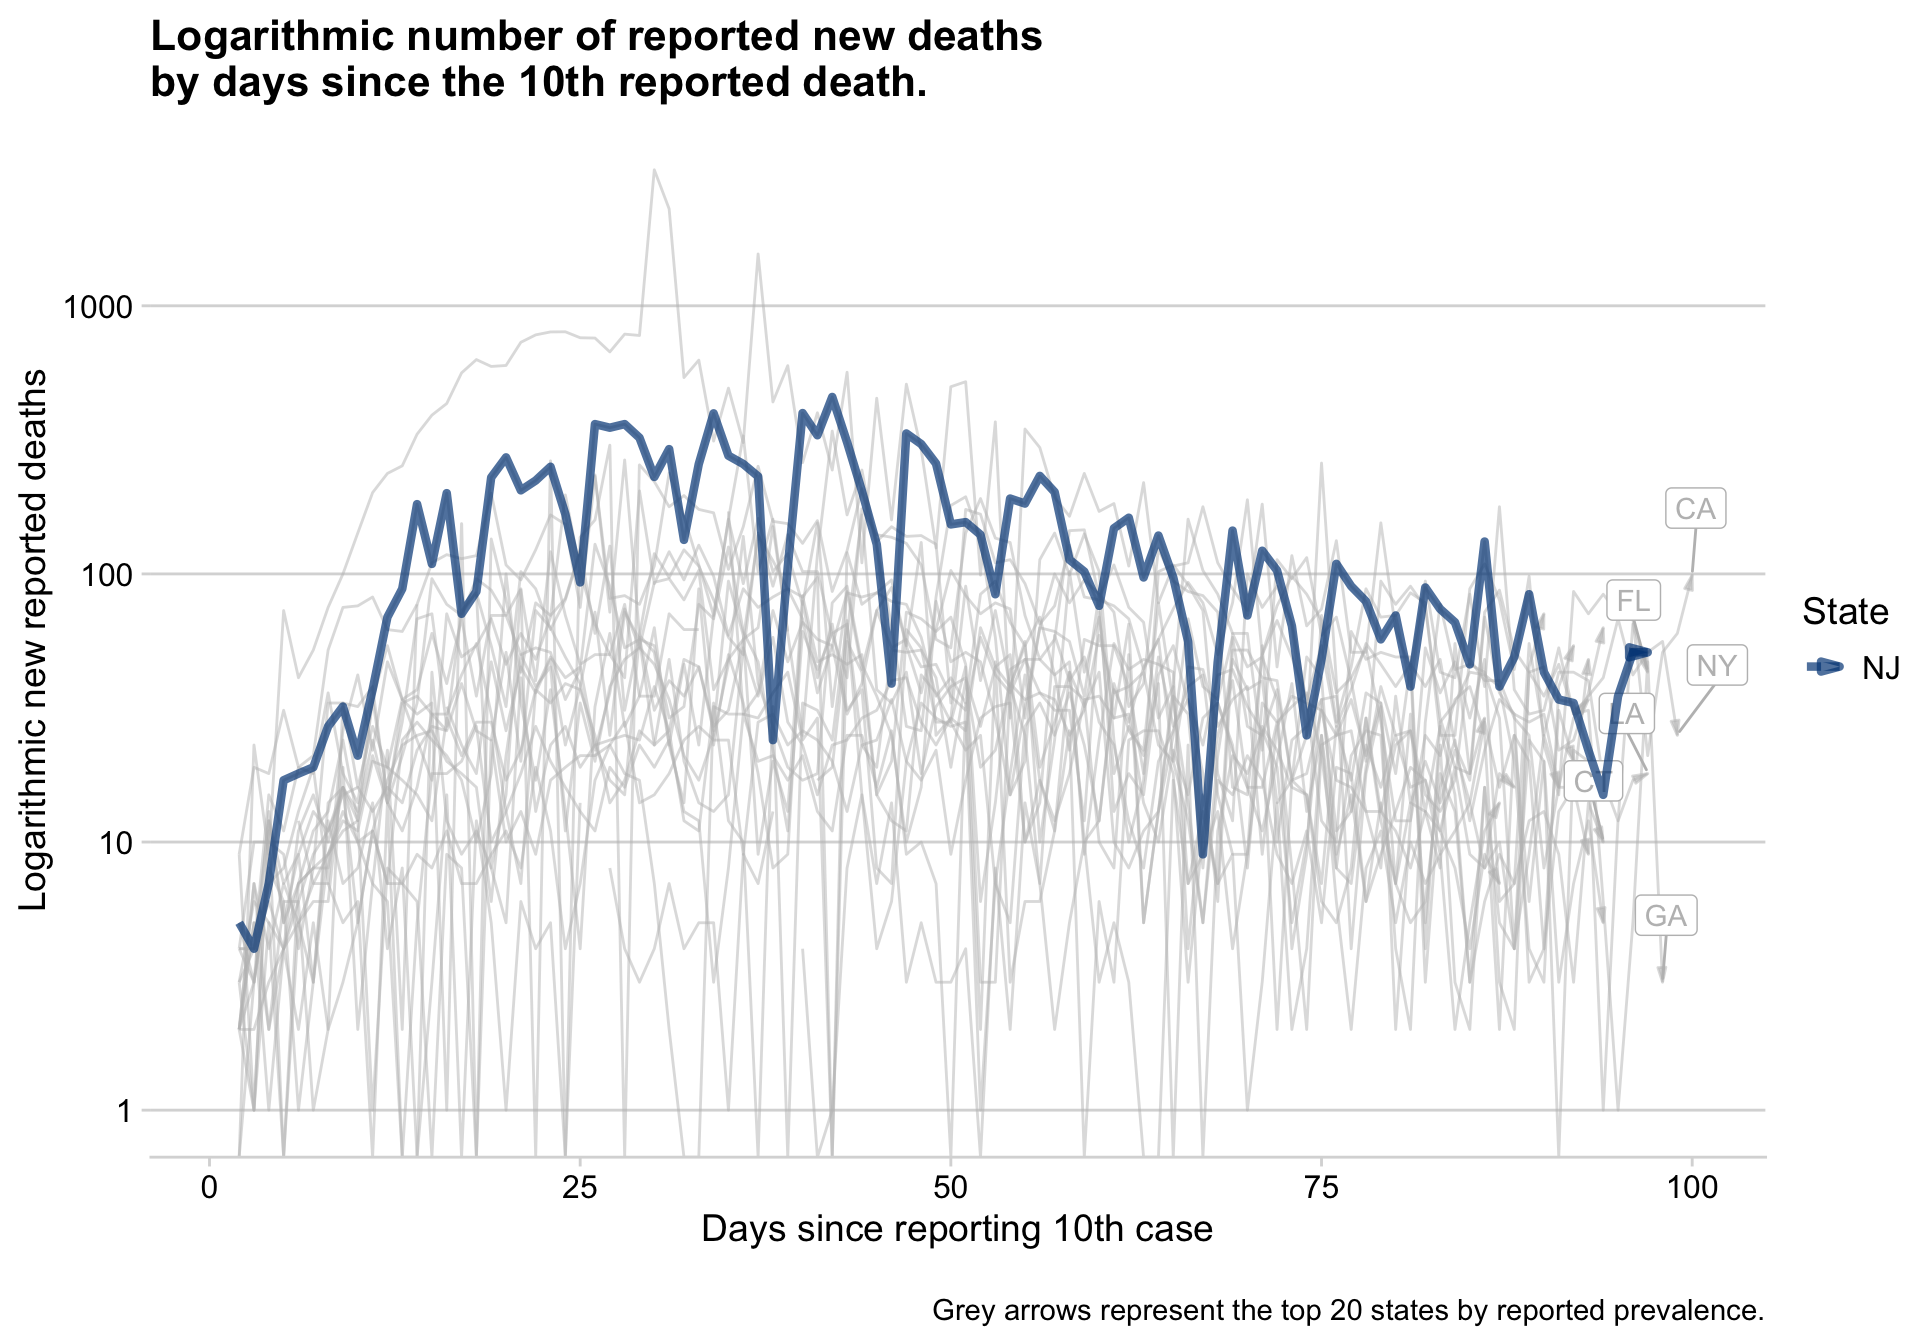 Logarithmic number of reported new deaths
by days since the 10th reported death.
Logarithmic new reported deaths
1000
100
10
1
0
25
50
75
100
Days since reporting 10th case
CA
FL
NY
LA
CT
GA
State
NJ
Grey arrows represent the top 20 states by reported prevalence.